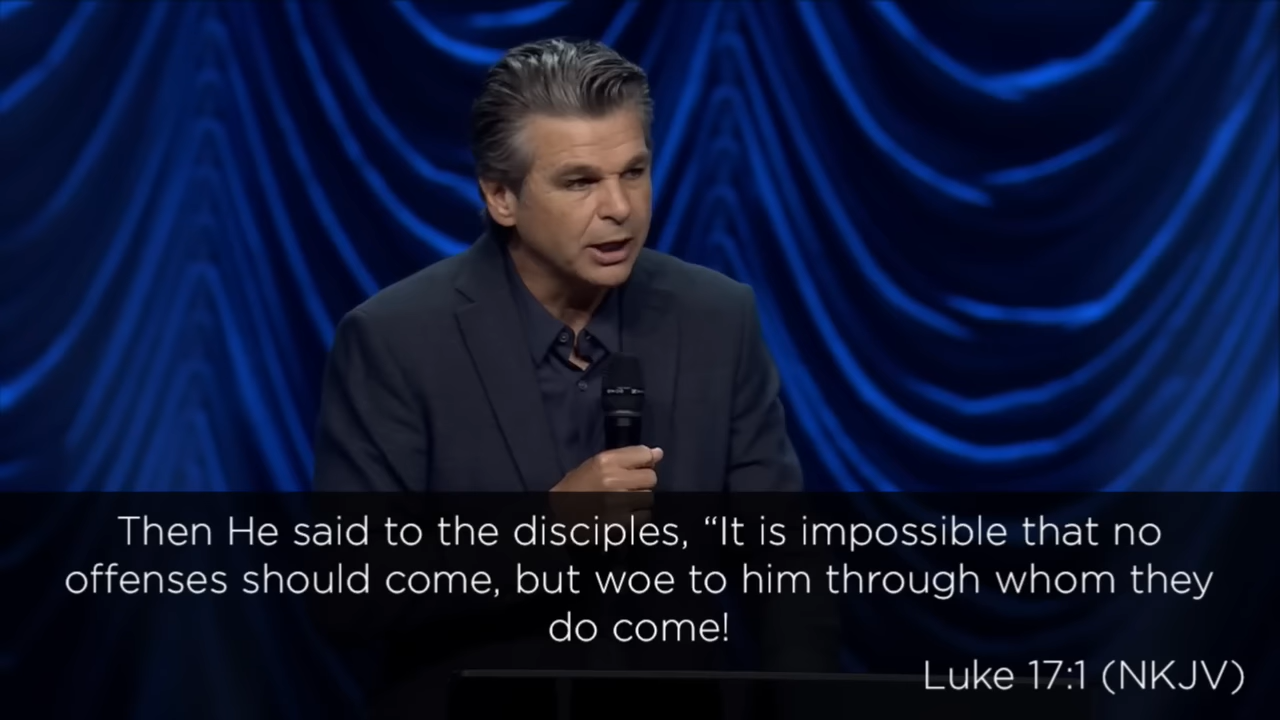 Then He said to the disciples, “It is impossible that no
offenses should come, but woe to him through whom they
do come!
Luke 17:1 (NKJV)